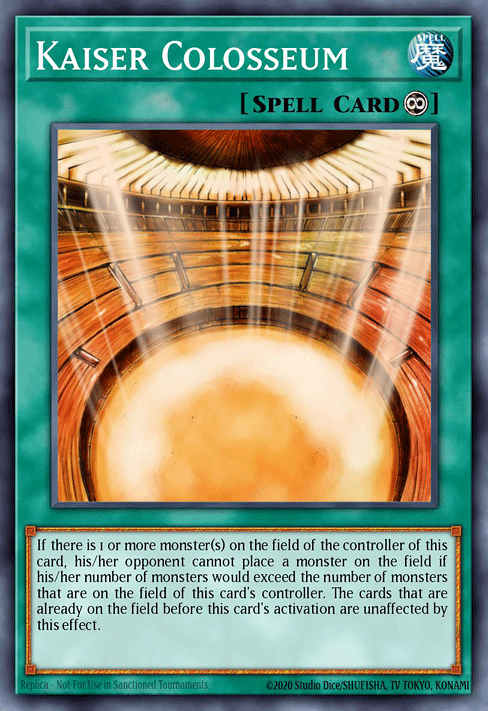 KAISER COLOSSEUM
SPELL
魔
[SPELL CARD]
If there is 1 or more monster(s) on the field of the controller of this
card, his/her opponent cannot place a monster on the field if
his/her number of monsters would exceed the number of monsters
that are on the field of this card's controller. The cards that are
already on the field before this card's activation are unaffected by
this effect.
Replica - Not For Use in Sanctioned Tournaments
©2020 Studio Dice/SHUEISHA, TV TOKYO, KONAMI